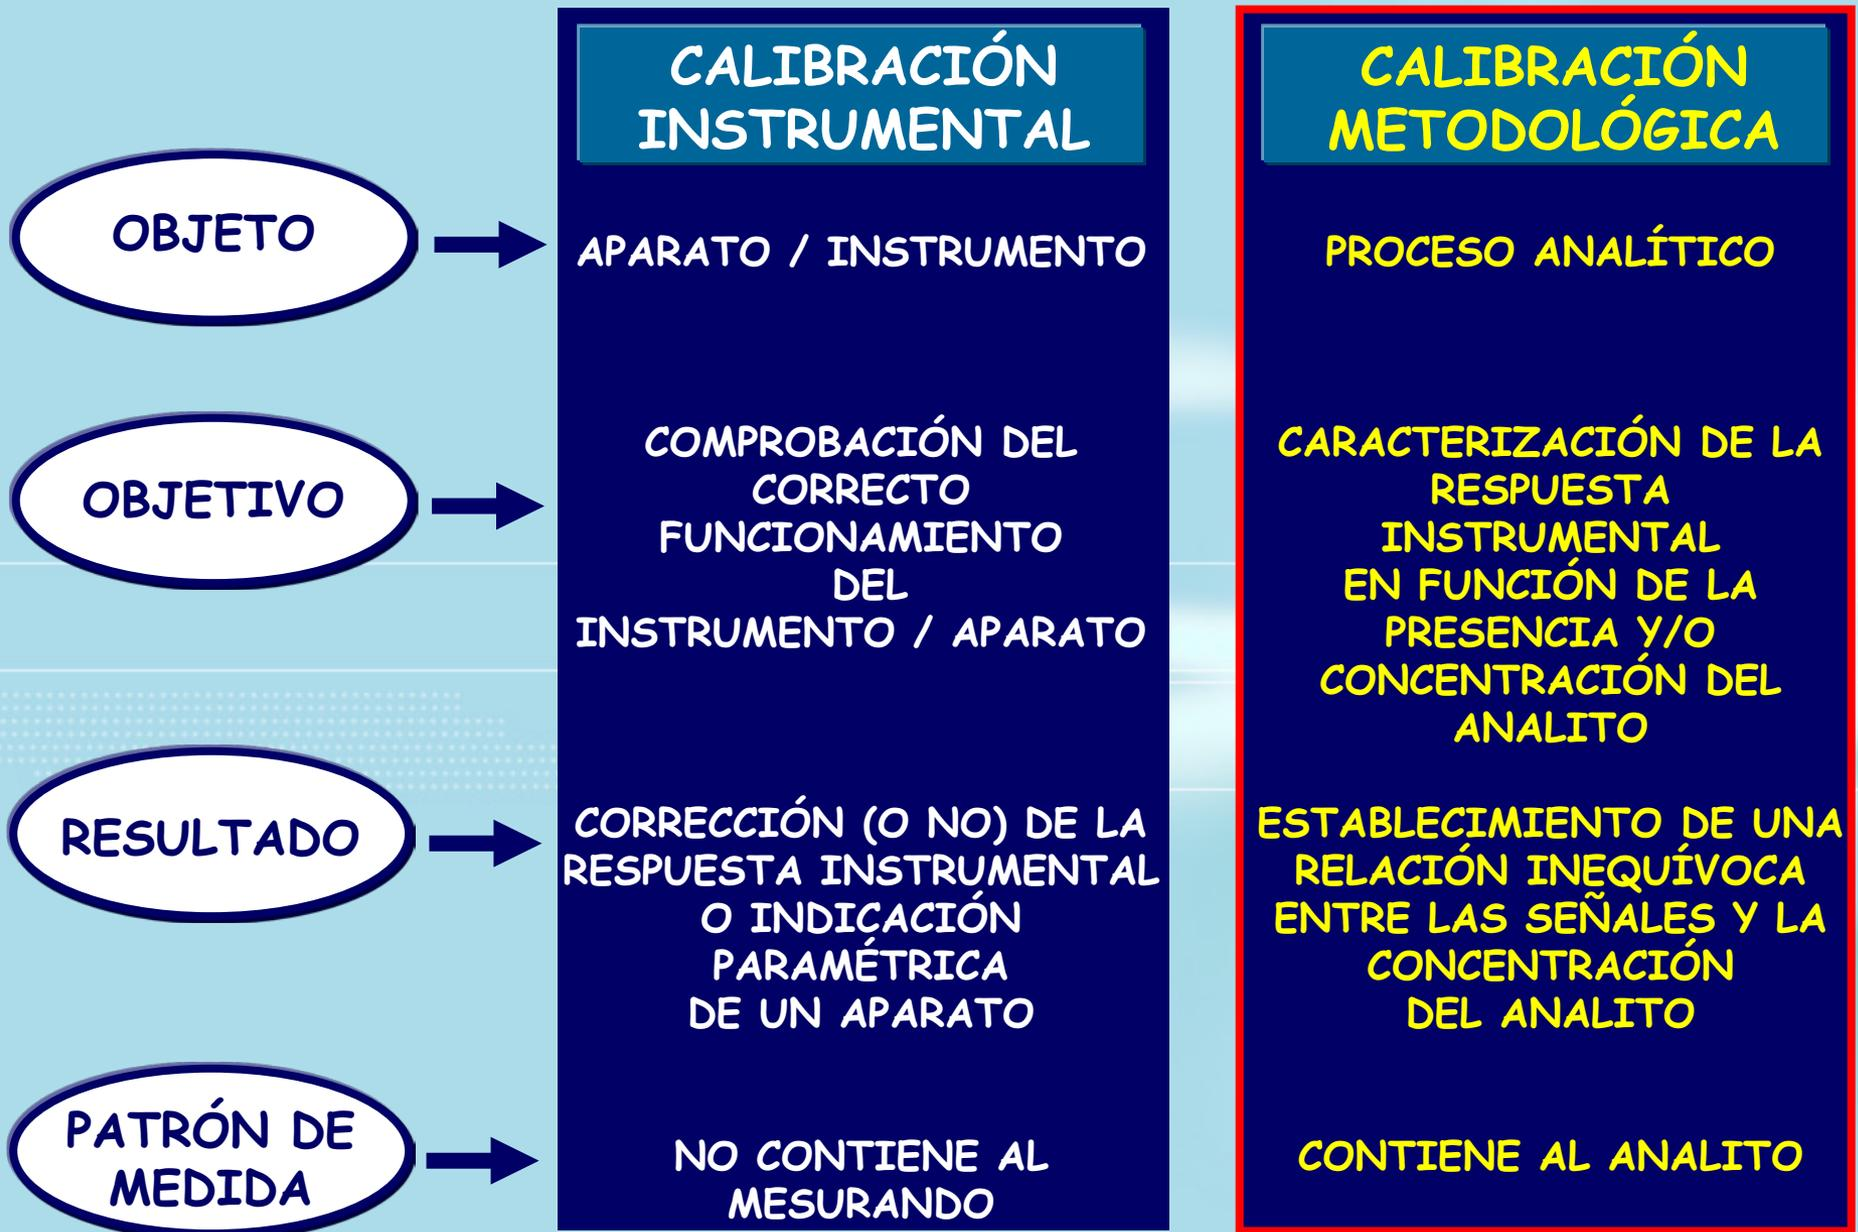 CALIBRACIÓN
INSTRUMENTAL
CALIBRACIÓN
METODOLÓGICA
OBJETO
APARATO / INSTRUMENTO
PROCESO ANALÍTICO
OBJETIVO
COMPROBACIÓN DEL
CORRECTO
FUNCIONAMIENTO
DEL
INSTRUMENTO / APARATO
CARACTERIZACIÓN DE LA
RESPUESTA
INSTRUMENTAL
EN FUNCIÓN DE LA
PRESENCIA Y/O
CONCENTRACIÓN DEL
ANALITO
RESULTADO
CORRECCIÓN (O NO) DE LA
RESPUESTA INSTRUMENTAL
O INDICACIÓN
PARAMÉTRICA
DE UN APARATO
ESTABLECIMIENTO DE UNA
RELACIÓN INEQUÍVOCA
ENTRE LAS SEÑALES Y LA
CONCENTRACIÓN
DEL ANALITO
PATRÓN DE
MEDIDA
NO CONTIENE AL
MESURANDO
CONTIENE AL ANALITO